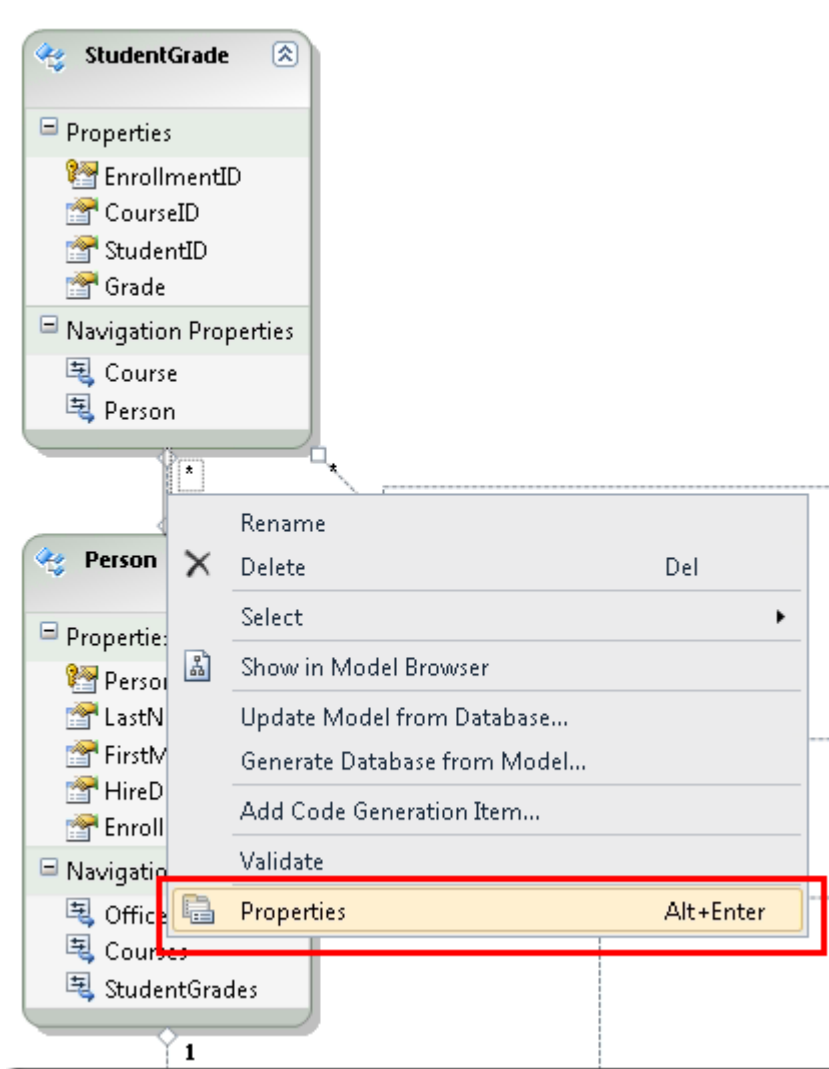 StudentGrade
Properties
EnrollmentID
CourseID
StudentID
Grade
Navigation Properties
Course
Person
*
*
Rename
Person
Delete Del
Select
Propertie
Show in Model Browser
Perso
LastN
Update Model from Database...
FirstM
Generate Database from Model...
HireD
Add Code Generation Item...
Enroll
Validate
Navigatio
Properties Alt+Enter
Office
Courses
StudentGrades
1